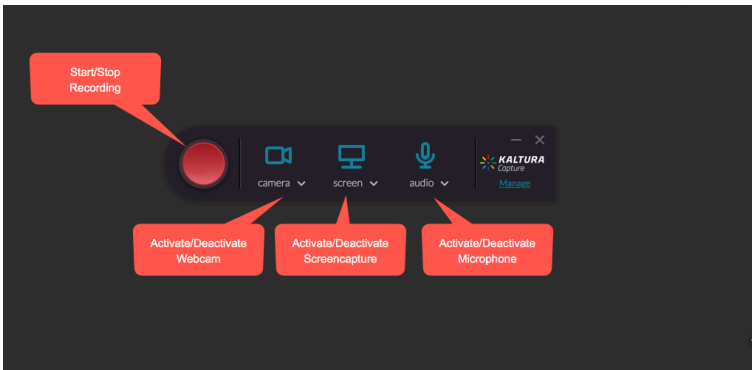 Start/Stop
Recording
KALTURA
Capture
camera
screen
audio
Manage
Activate/Deactivate
Webcam
Activate/Deactivate
Screencapture
Activate/Deactivate
Microphone